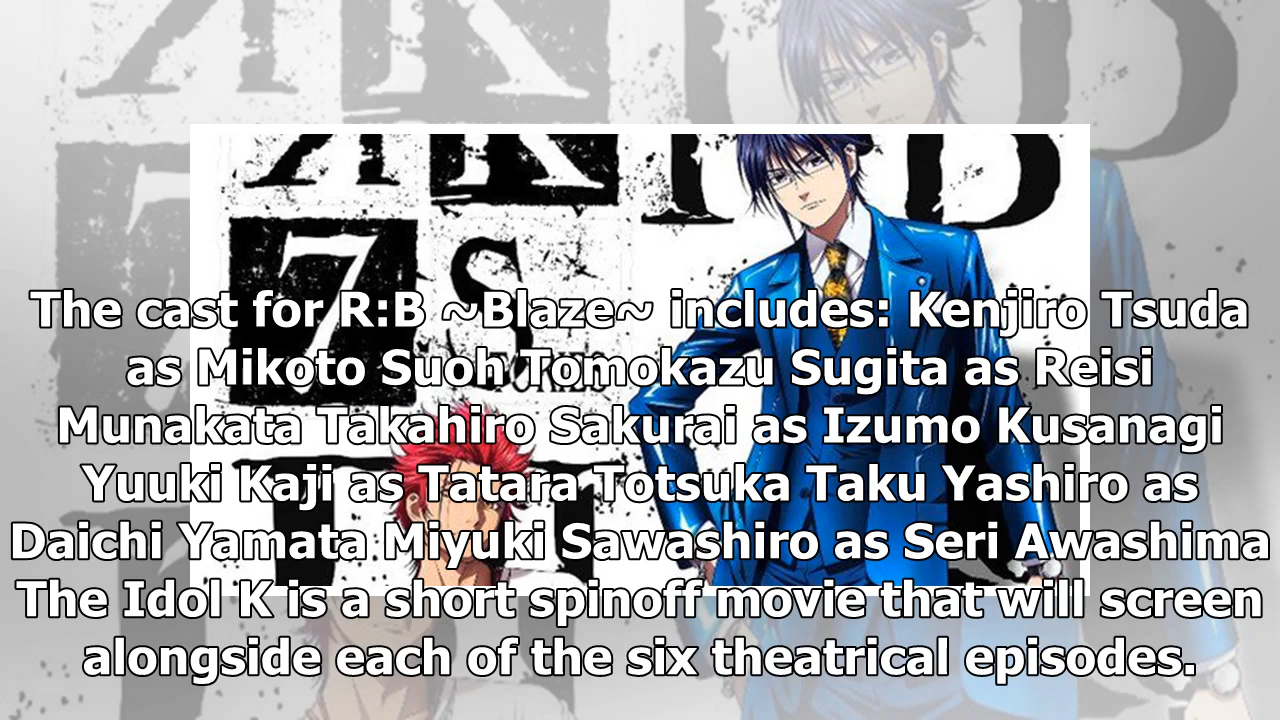 R:B
7
S
The cast for R:B ~Blaze~ includes: Kenjiro Tsuda
as Mikoto Suoh Tomokazu Sugita as Reisi
Munakata Takahiro Sakurai as Izumo Kusanagi
Yuuki Kaji as Tatara Totsuka Taku Yashiro as
Daichi Yamata Miyuki Sawashiro as Seri Awashima
The Idol K is a short spinoff movie that will screen
alongside each of the six theatrical episodes.